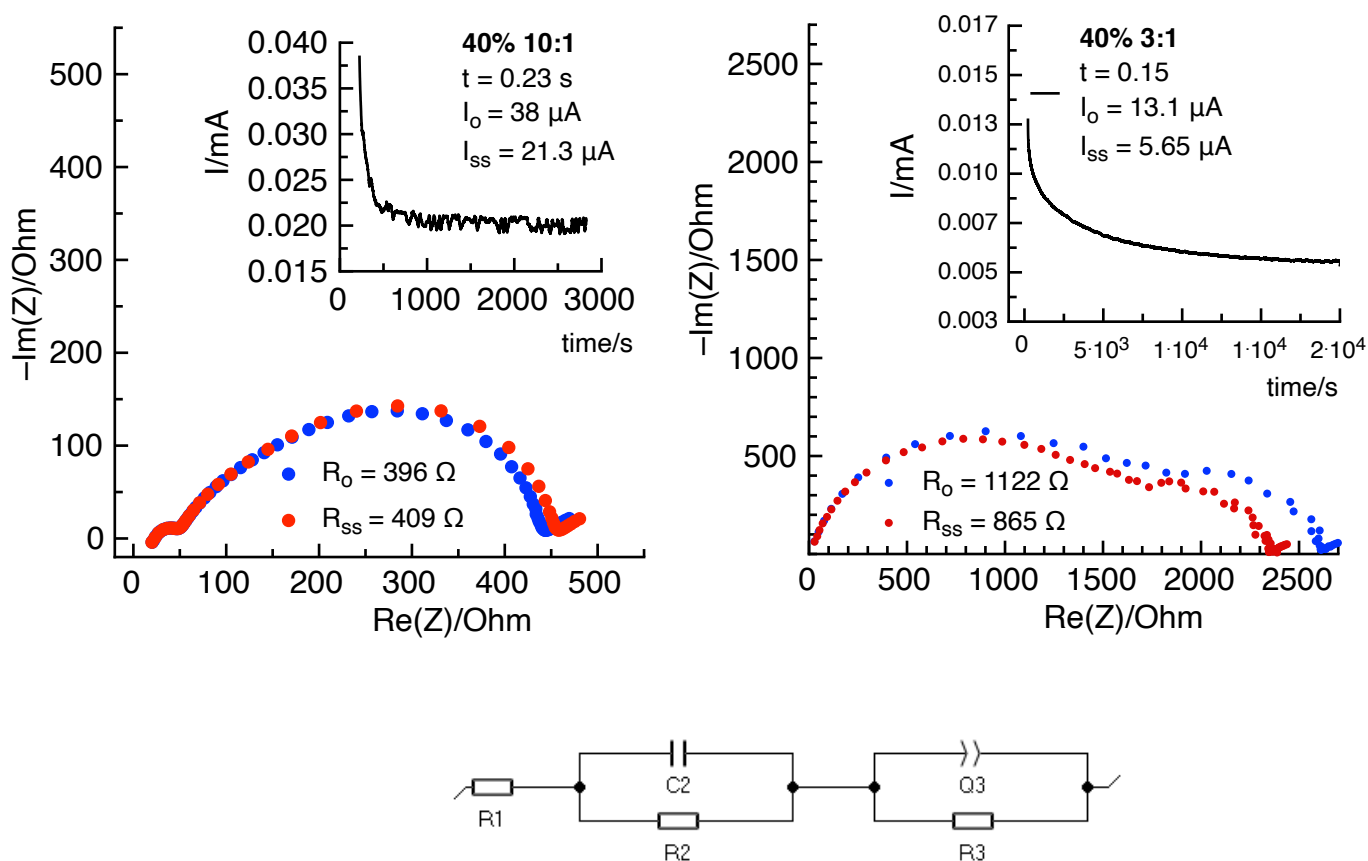 40% 10:1
t = 0.23 s
Io = 38 µA
Iss = 21.3 µA
I/mA
0.040
0.035
0.030
0.025
0.020
0.015
0 1000 2000 3000
time/s
–Im(Z)/Ohm
500
400
300
200
100
0
Ro = 396 Ω
Rss = 409 Ω
0 100 200 300 400 500
Re(Z)/Ohm
40% 3:1
t = 0.15
Io = 13.1 µA
Iss = 5.65 µA
I/mA
0.017
0.015
0.013
0.010
0.007
0.005
0.003
0 5·10³ 1·10⁴ 1·10⁴ 2·10⁴
time/s
–Im(Z)/Ohm
2500
2000
1500
1000
500
Ro = 1122 Ω
Rss = 865 Ω
0 500 1000 1500 2000 2500
Re(Z)/Ohm
R1
C2
R2
Q3
R3